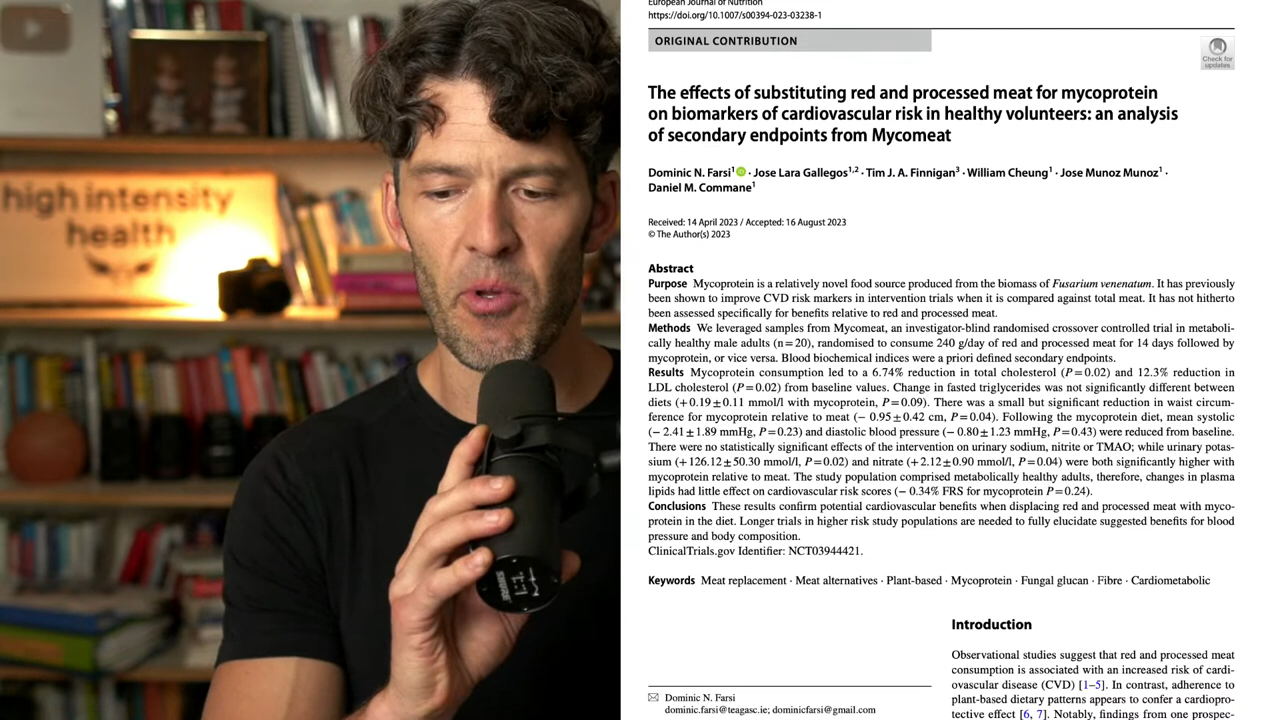 high intensity
health
European Journal of Nutrition
https://doi.org/10.1007/s00394-023-03238-1
ORIGINAL CONTRIBUTION
Check for
updates
The effects of substituting red and processed meat for mycoprotein
on biomarkers of cardiovascular risk in healthy volunteers: an analysis
of secondary endpoints from Mycomeat
Dominic N. Farsi¹ · Jose Lara Gallegos¹,² · Tim J. A. Finnigan³ · William Cheung¹ · Jose Munoz Munoz¹ ·
Daniel M. Commane¹
Received: 14 April 2023 / Accepted: 16 August 2023
© The Author(s) 2023
Abstract
Purpose Mycoprotein is a relatively novel food source produced from the biomass of Fusarium venenatum. It has previously
been shown to improve CVD risk markers in intervention trials when it is compared against total meat. It has not hitherto
been assessed specifically for benefits relative to red and processed meat.
Methods We leveraged samples from Mycomeat, an investigator-blind randomised crossover controlled trial in metaboli-
cally healthy male adults (n=20), randomised to consume 240 g/day of red and processed meat for 14 days followed by
mycoprotein, or vice versa. Blood biochemical indices were a priori defined secondary endpoints.
Results Mycoprotein consumption led to a 6.74% reduction in total cholesterol (P=0.02) and 12.3% reduction in
LDL cholesterol (P=0.02) from baseline values. Change in fasted triglycerides was not significantly different between
diets (+0.19±0.11 mmol/l with mycoprotein, P=0.09). There was a small but significant reduction in waist circum-
ference for mycoprotein relative to meat (− 0.95±0.42 cm, P=0.04). Following the mycoprotein diet, mean systolic
(− 2.41±1.89 mmHg, P=0.23) and diastolic blood pressure (− 0.80±1.23 mmHg, P=0.43) were reduced from baseline.
There were no statistically significant effects of the intervention on urinary sodium, nitrite or TMAO; while urinary potas-
sium (+126.12±50.30 mmol/l, P=0.02) and nitrate (+2.12±0.90 mmol/l, P=0.04) were both significantly higher with
mycoprotein relative to meat. The study population comprised metabolically healthy adults, therefore, changes in plasma
lipids had little effect on cardiovascular risk scores (− 0.34% FRS for mycoprotein P=0.24).
Conclusions These results confirm potential cardiovascular benefits when displacing red and processed meat with myco-
protein in the diet. Longer trials in higher risk study populations are needed to fully elucidate suggested benefits for blood
pressure and body composition.
ClinicalTrials.gov Identifier: NCT03944421.
Keywords Meat replacement · Meat alternatives · Plant-based · Mycoprotein · Fungal glucan · Fibre · Cardiometabolic
Introduction
Observational studies suggest that red and processed meat
consumption is associated with an increased risk of cardi-
ovascular disease (CVD) [1–5]. In contrast, adherence to
plant-based dietary patterns appears to confer a cardiopro-
tective effect [6, 7]. Notably, findings from one prospec-
Dominic N. Farsi
dominic.farsi@teagasc.ie; dominicfarsi@gmail.com